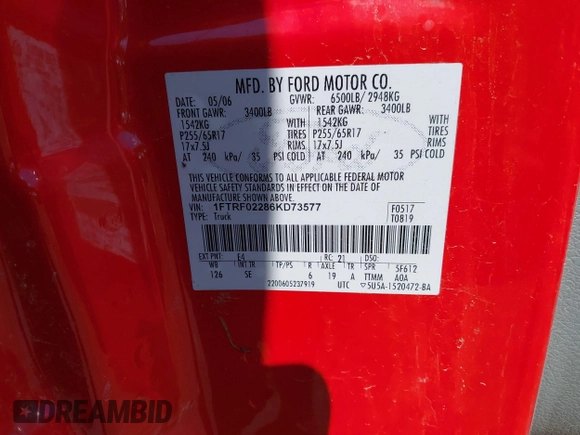 MFD. BY FORD MOTOR CO.
DATE: 05/06 GVWR: 6500LB/ 2948KG
FRONT GAWR: 3400LB REAR GAWR: 3400LB
1542KG WITH 1542KG WITH
P255/65R17 TIRES P255/65R17 TIRES
17x7.5J RIMS 17x7.5J RIMS
AT 240 kPa/ 35 PSI COLD AT 240 kPa/ 35 PSI COLD
THIS VEHICLE CONFORMS TO ALL APPLICABLE FEDERAL MOTOR
VEHICLE SAFETY STANDARDS IN EFFECT ON THE DATE OF
MANUFACTURE SHOWN ABOVE.
VIN: 1FTRF02286KD73577 F0517
TYPE: Truck T0819
EXT PNT: E4 RC: 21 DSO:
WB INT TR TP/PS R AXLE TR SPR 5F612
126 SE 6 19 A TTMM A0A
2200605237919 UTC ▽5U5A-1520472-BA
DREAMBID